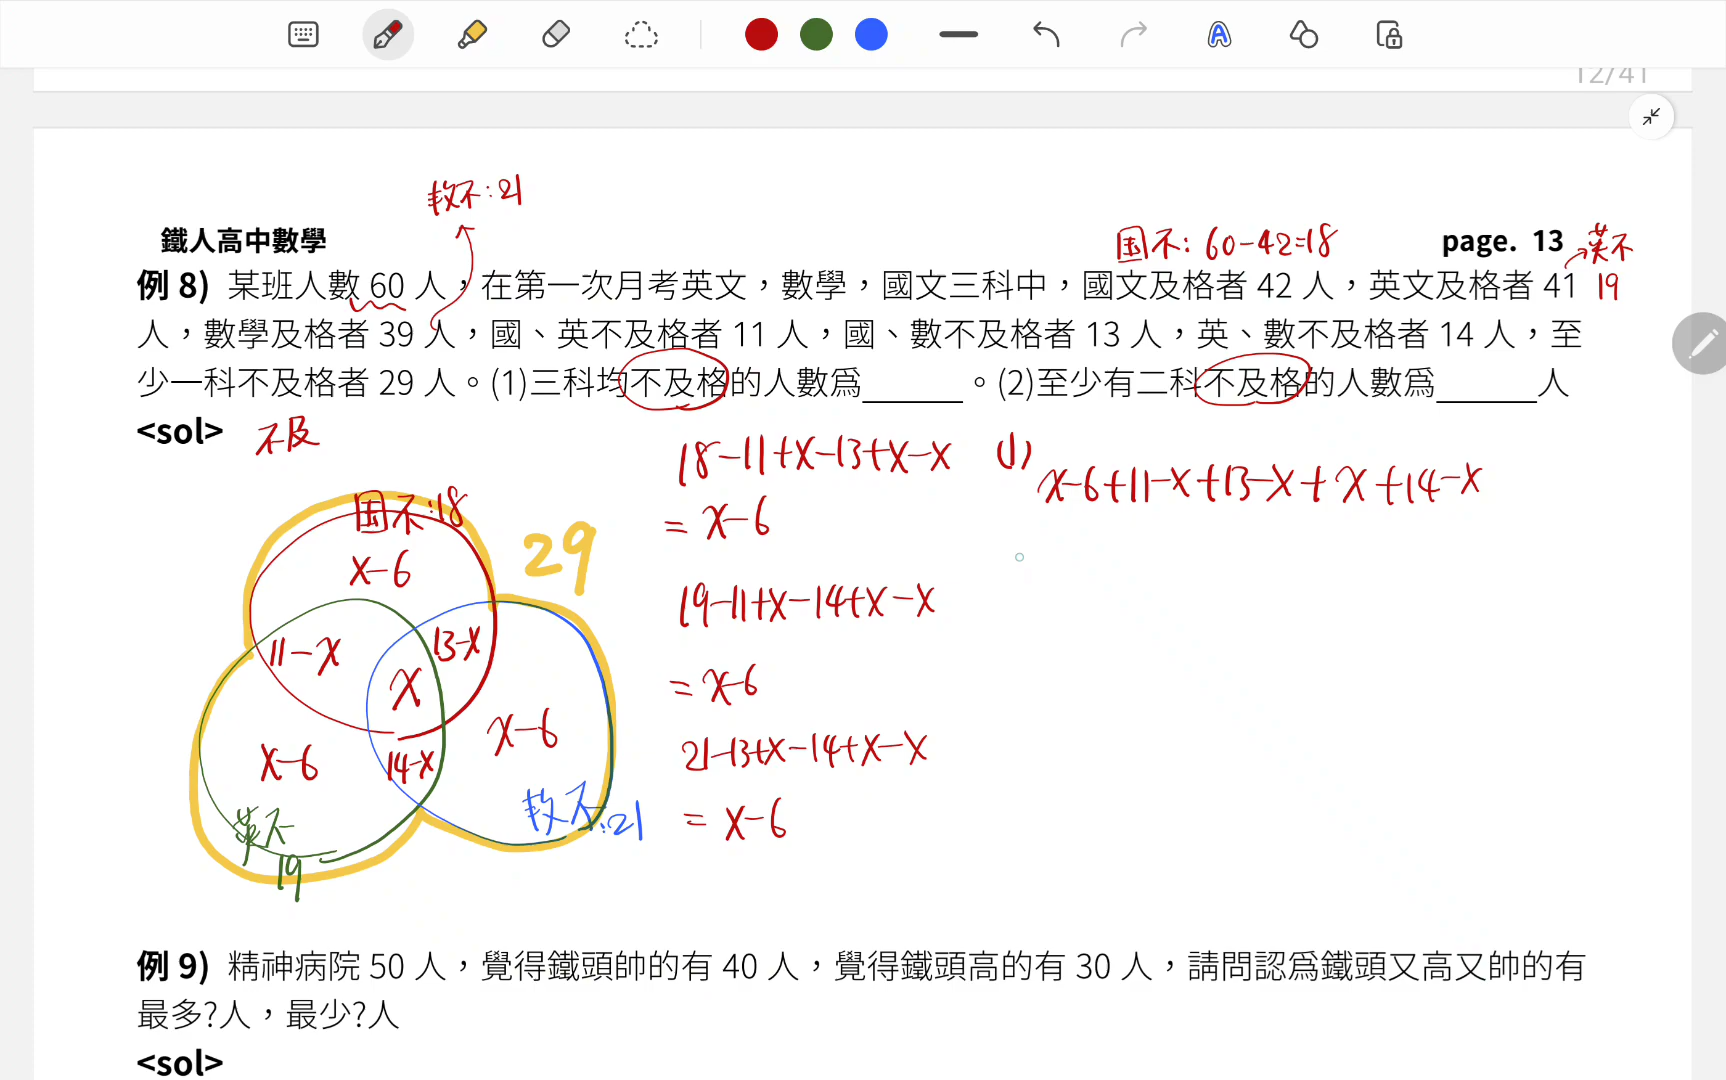 12/41
数不:21
鐵人高中數學
国不: 60-42=18
page. 13
英不
19
例 8) 某班人數 60 人，在第一次月考英文，數學，國文三科中，國文及格者 42 人，英文及格者 41
人，數學及格者 39 人，國、英不及格者 11 人，國、數不及格者 13 人，英、數不及格者 14 人，至
少一科不及格者 29 人。(1)三科均不及格的人數爲______。(2)至少有二科不及格的人數爲______人
<sol>
不及
国不:18
x-6
29
11-x
13-x
x
x-6
14-x
x-6
英不
19
数不:21
18-11+x-13+x-x
= x-6
19-11+x-14+x-x
= x-6
21-13+x-14+x-x
= x-6
(1)
x-6+11-x+13-x+x+14-x
例 9) 精神病院 50 人，覺得鐵頭帥的有 40 人，覺得鐵頭高的有 30 人，請問認爲鐵頭又高又帥的有
最多?人，最少?人
<sol>